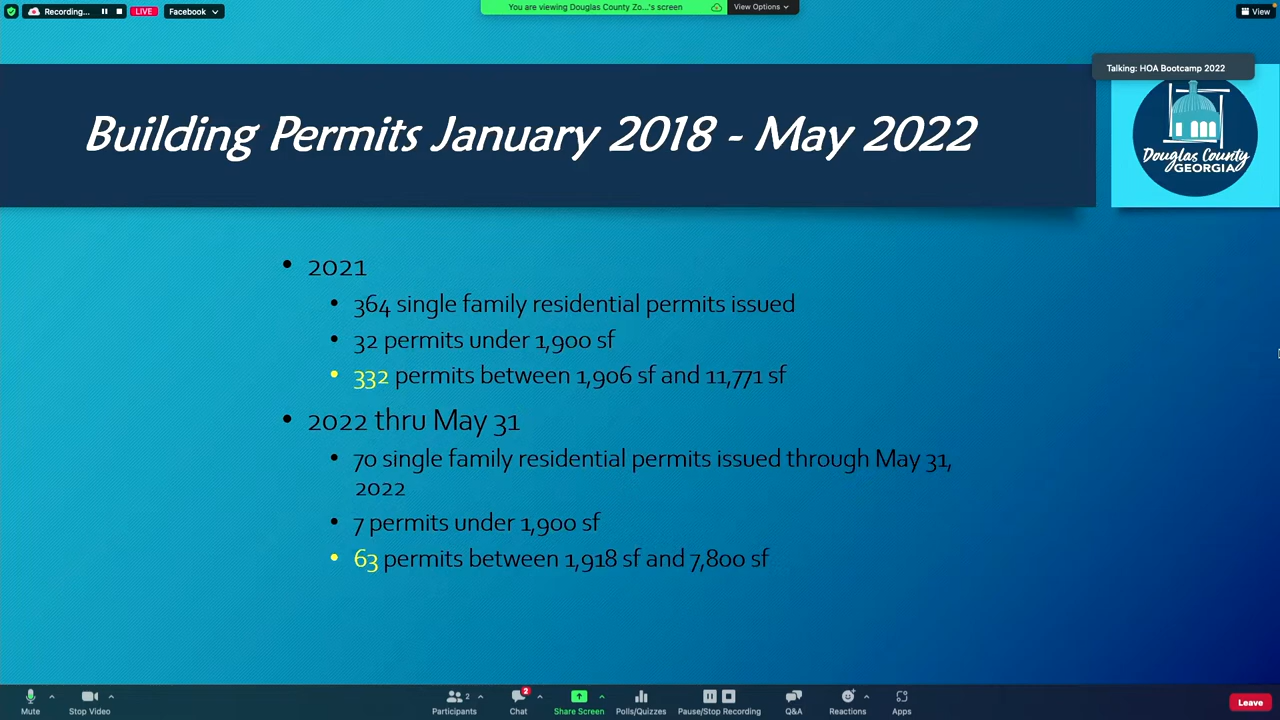 Recording...
LIVE
Facebook
You are viewing Douglas County Zo...'s screen
View Options
View
Talking: HOA Bootcamp 2022
Building Permits January 2018 - May 2022
Douglas County
GEORGIA
• 2021
• 364 single family residential permits issued
• 32 permits under 1,900 sf
• 332 permits between 1,906 sf and 11,771 sf
• 2022 thru May 31
• 70 single family residential permits issued through May 31,
2022
• 7 permits under 1,900 sf
• 63 permits between 1,918 sf and 7,800 sf
Mute
Stop Video
2
Participants
2
Chat
Share Screen
Polls/Quizzes
Pause/Stop Recording
Q&A
Reactions
Apps
Leave